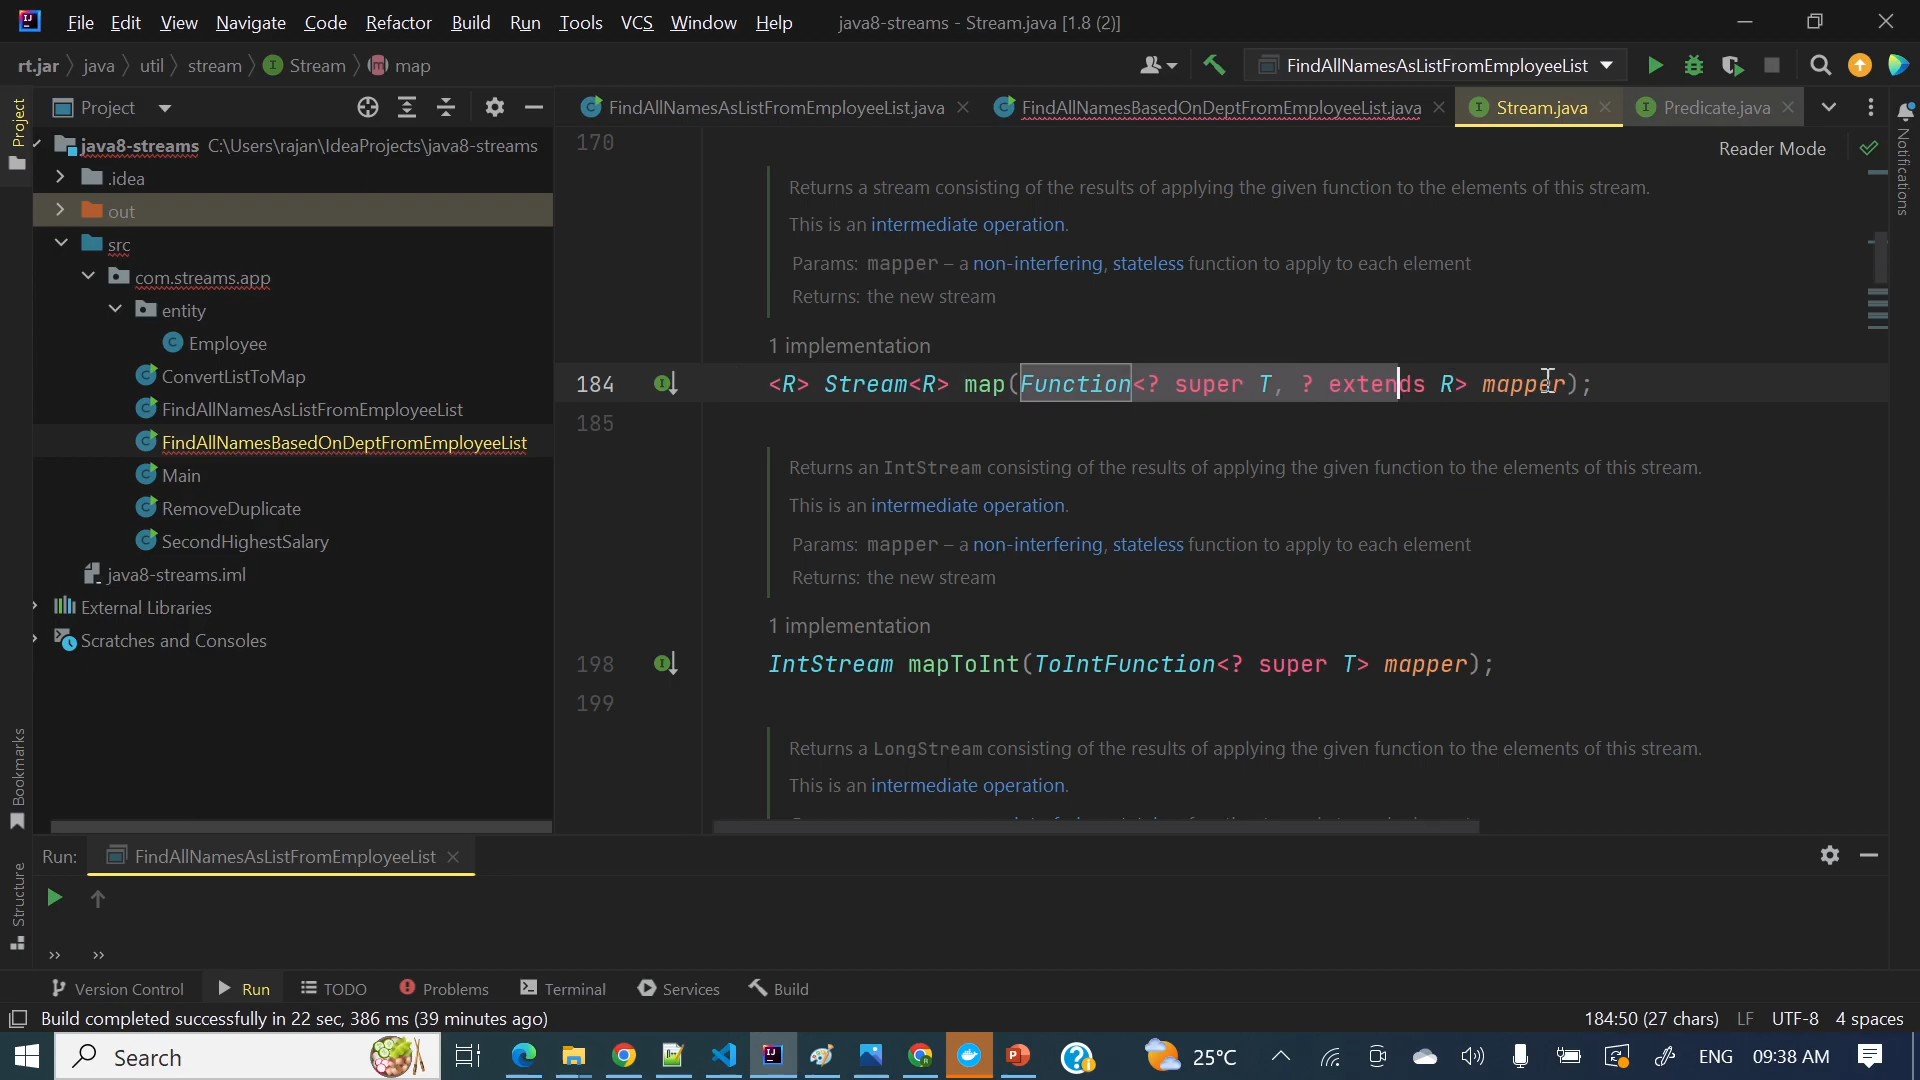 File Edit View Navigate Code Refactor Build Run Tools VCS Window Help java8-streams - Stream.java [1.8 (2)]
rt.jar java util stream Stream map FindAllNamesAsListFromEmployeeList
Project FindAllNamesAsListFromEmployeeList.java FindAllNamesBasedOnDeptFromEmployeeList.java Stream.java Predicate.java
Project
Notifications
java8-streams C:\Users\rajan\IdeaProjects\java8-streams
.idea
out
src
com.streams.app
entity
Employee
ConvertListToMap
FindAllNamesAsListFromEmployeeList
FindAllNamesBasedOnDeptFromEmployeeList
Main
RemoveDuplicate
SecondHighestSalary
java8-streams.iml
External Libraries
Scratches and Consoles
Reader Mode
170
Returns a stream consisting of the results of applying the given function to the elements of this stream.
This is an intermediate operation.
Params: mapper – a non-interfering, stateless function to apply to each element
Returns: the new stream
1 implementation
184 <R> Stream<R> map(Function<? super T, ? extends R> mapper);
185
Returns an IntStream consisting of the results of applying the given function to the elements of this stream.
This is an intermediate operation.
Params: mapper – a non-interfering, stateless function to apply to each element
Returns: the new stream
1 implementation
198 IntStream mapToInt(ToIntFunction<? super T> mapper);
199
Returns a LongStream consisting of the results of applying the given function to the elements of this stream.
This is an intermediate operation.
Bookmarks
Structure
Run: FindAllNamesAsListFromEmployeeList
Version Control Run TODO Problems Terminal Services Build
Build completed successfully in 22 sec, 386 ms (39 minutes ago) 184:50 (27 chars) LF UTF-8 4 spaces
Search 25°C ENG 09:38 AM